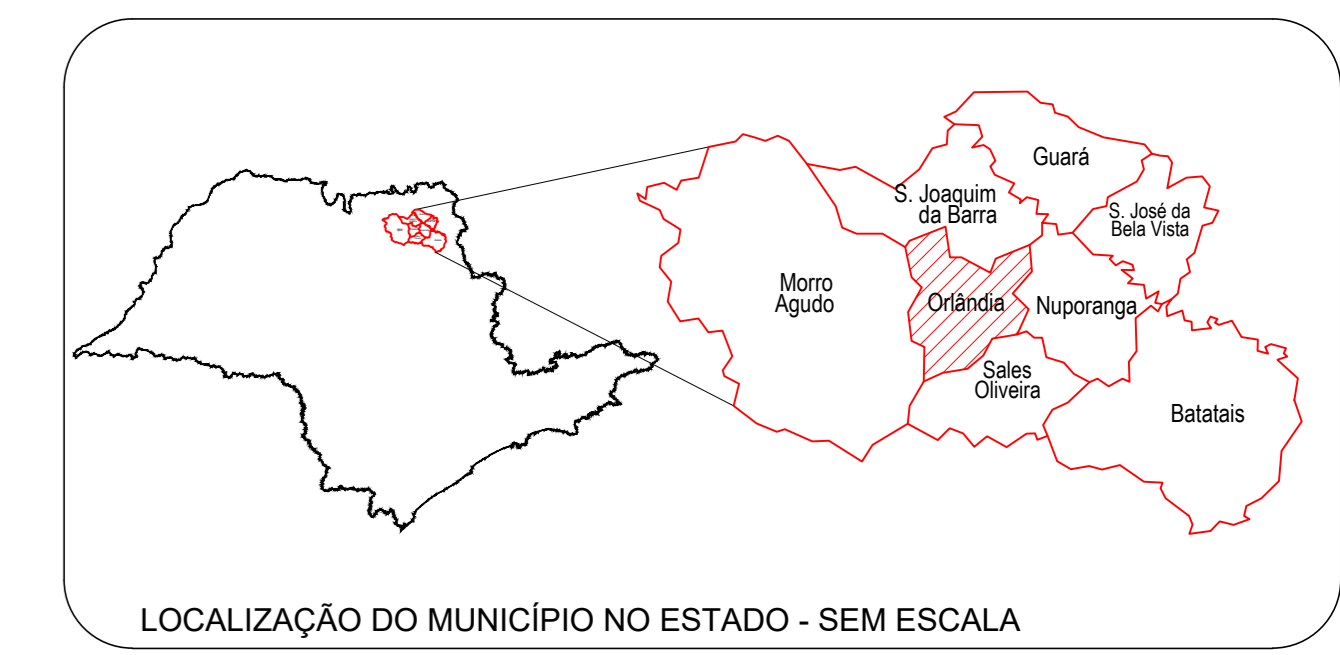 Guará
S. Joaquim
da Barra
S. José da
Bela Vista
Morro
Agudo
Orlândia
Nuporanga
Sales
Oliveira
Batatais
LOCALIZAÇÃO DO MUNICÍPIO NO ESTADO - SEM ESCALA